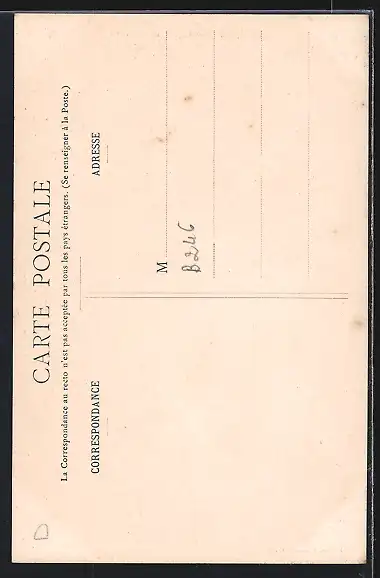 CARTE POSTALE
La Correspondance au recto n'est pas acceptée par tous les pays étrangers. (Se renseigner à la Poste.)
CORRESPONDANCE
ADRESSE
M
B246
D